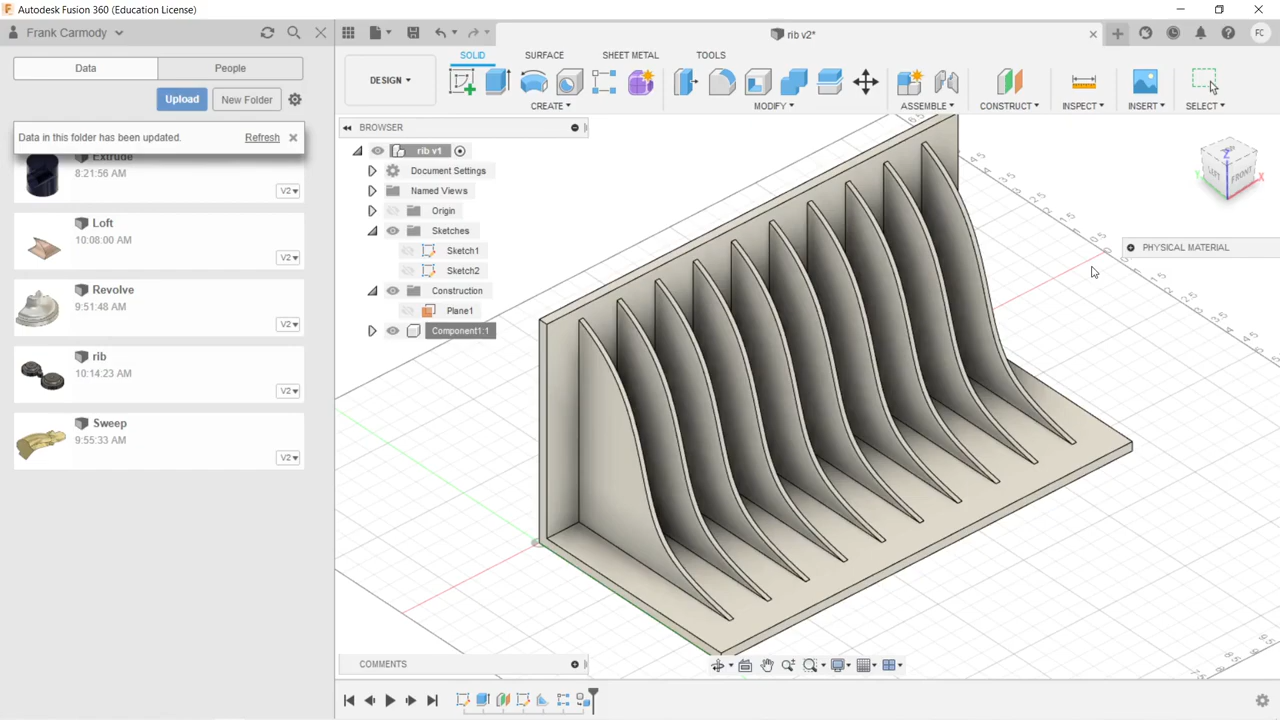 Autodesk Fusion 360 (Education License)
Frank Carmody
rib v2*
FC
Data People
SOLID SURFACE SHEET METAL TOOLS
DESIGN
Upload New Folder
CREATE MODIFY ASSEMBLE CONSTRUCT INSPECT INSERT SELECT
Data in this folder has been updated. Refresh
BROWSER
Extrude
8:21:56 AM
V2
Loft
10:08:00 AM
V2
Revolve
9:51:48 AM
V2
rib
10:14:23 AM
V2
Sweep
9:55:33 AM
V2
rib v1
Document Settings
Named Views
Origin
Sketches
Sketch1
Sketch2
Construction
Plane1
Component1:1
Z
LEFT FRONT
Y X
PHYSICAL MATERIAL
COMMENTS